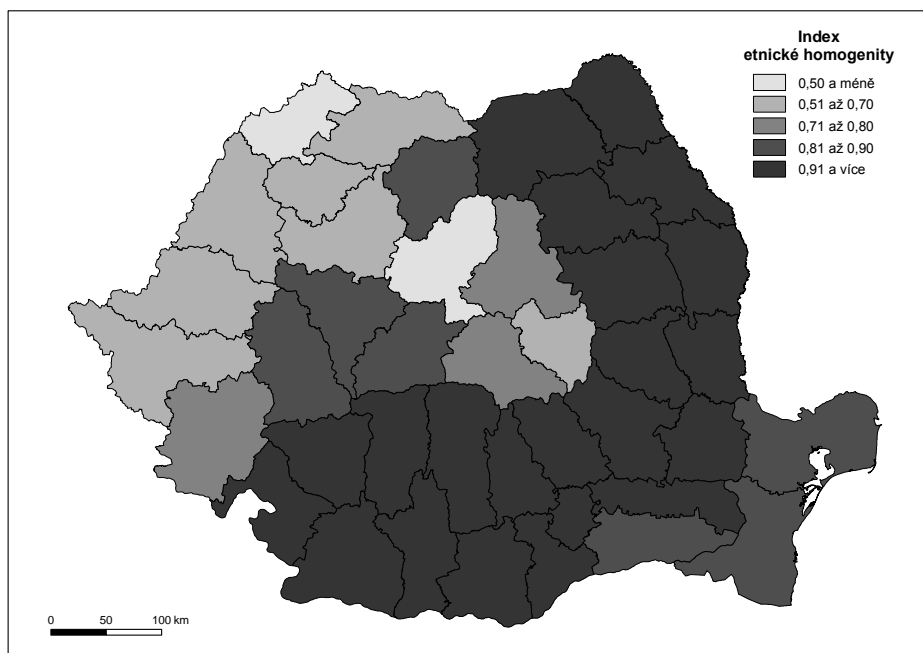 Index
etnické homogenity
0,50 a méně
0,51 až 0,70
0,71 až 0,80
0,81 až 0,90
0,91 a více
0 50 100 km